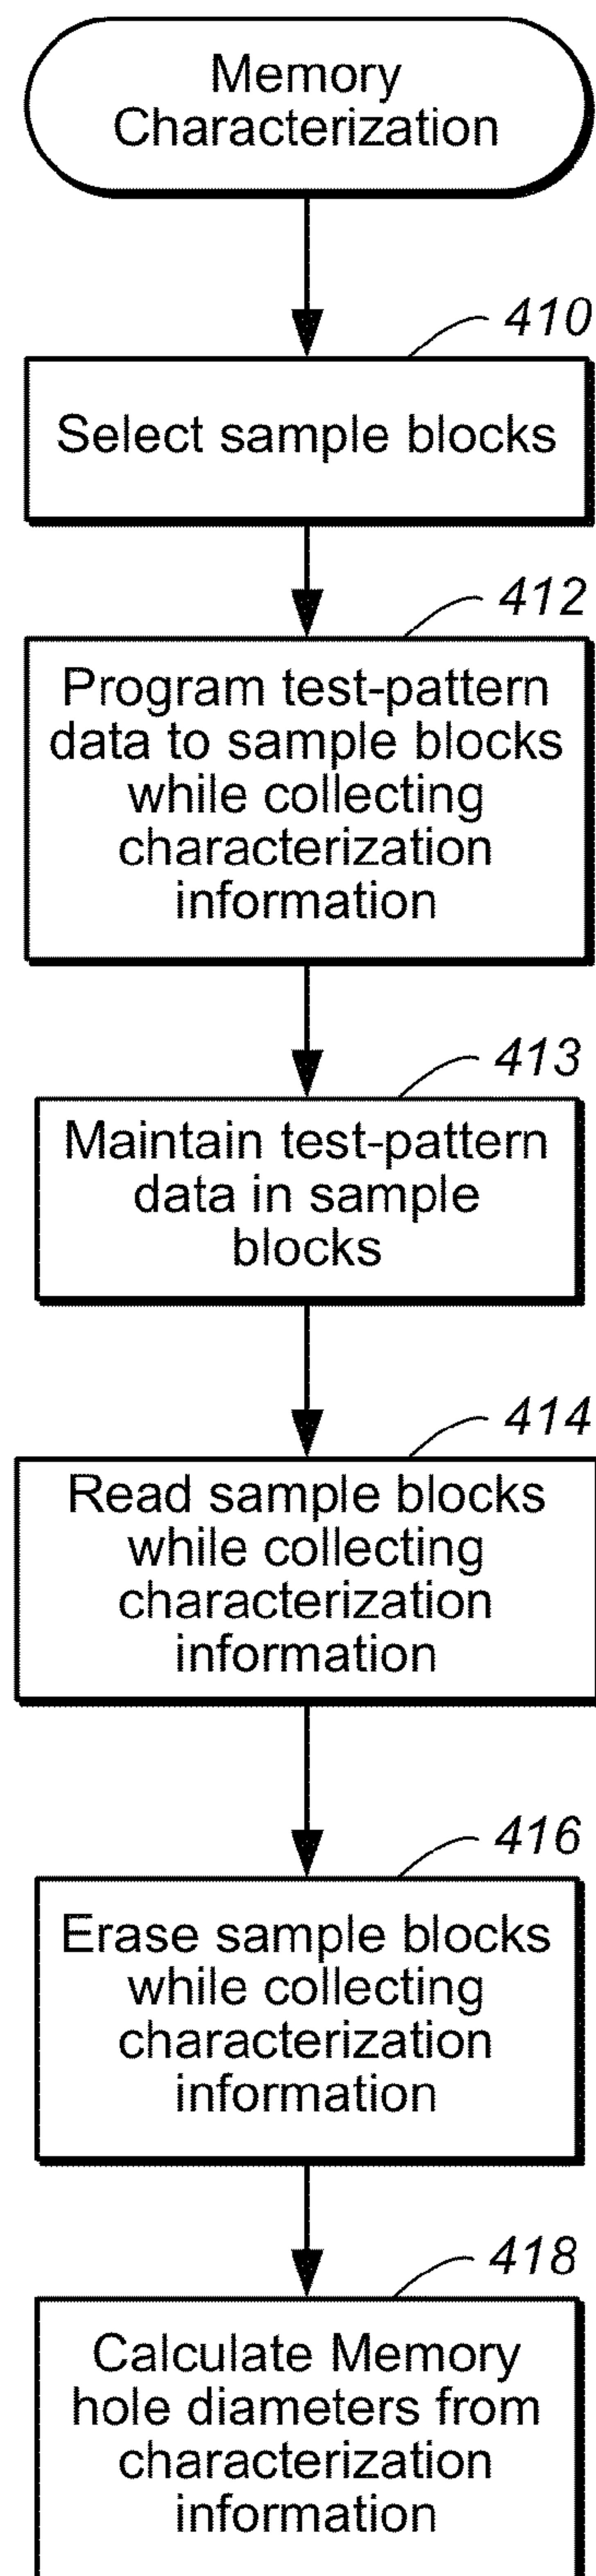 Memory
Characterization
410
Select sample blocks
412
Program test-pattern
data to sample blocks
while collecting
characterization
information
413
Maintain test-pattern
data in sample
blocks
414
Read sample blocks
while collecting
characterization
information
416
Erase sample blocks
while collecting
characterization
information
418
Calculate Memory
hole diameters from
characterization
information